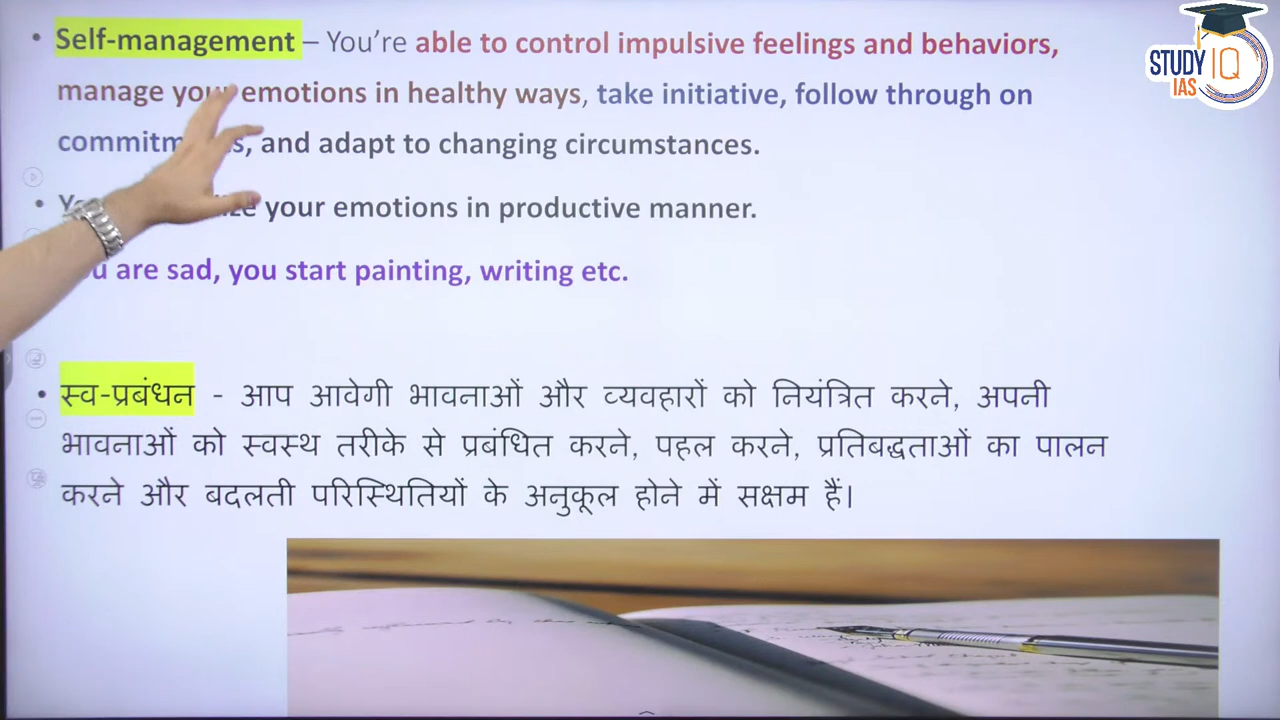 STUDY IQ
IAS
• Self-management – You’re able to control impulsive feelings and behaviors,
manage your emotions in healthy ways, take initiative, follow through on
and adapt to changing circumstances.
• your emotions in productive manner.
are sad, you start painting, writing etc.
• स्व-प्रबंधन - आप आवेगी भावनाओं और व्यवहारों को नियंत्रित करने, अपनी
भावनाओं को स्वस्थ तरीके से प्रबंधित करने, पहल करने, प्रतिबद्धताओं का पालन
करने और बदलती परिस्थितियों के अनुकूल होने में सक्षम हैं।